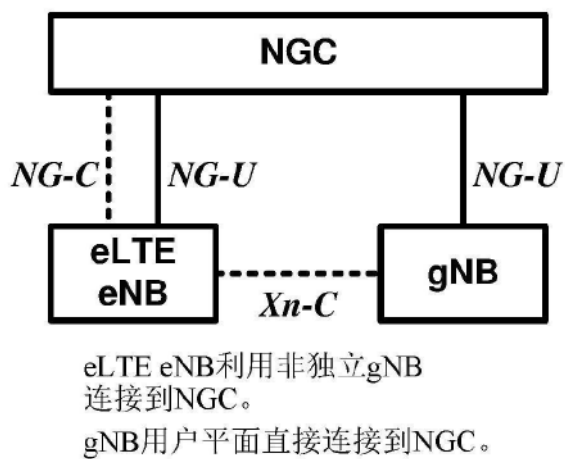 NGC
NG-C
NG-U
NG-U
eLTE
eNB
gNB
Xn-C
eLTE eNB利用非独立gNB
连接到NGC。
gNB用户平面直接连接到NGC。